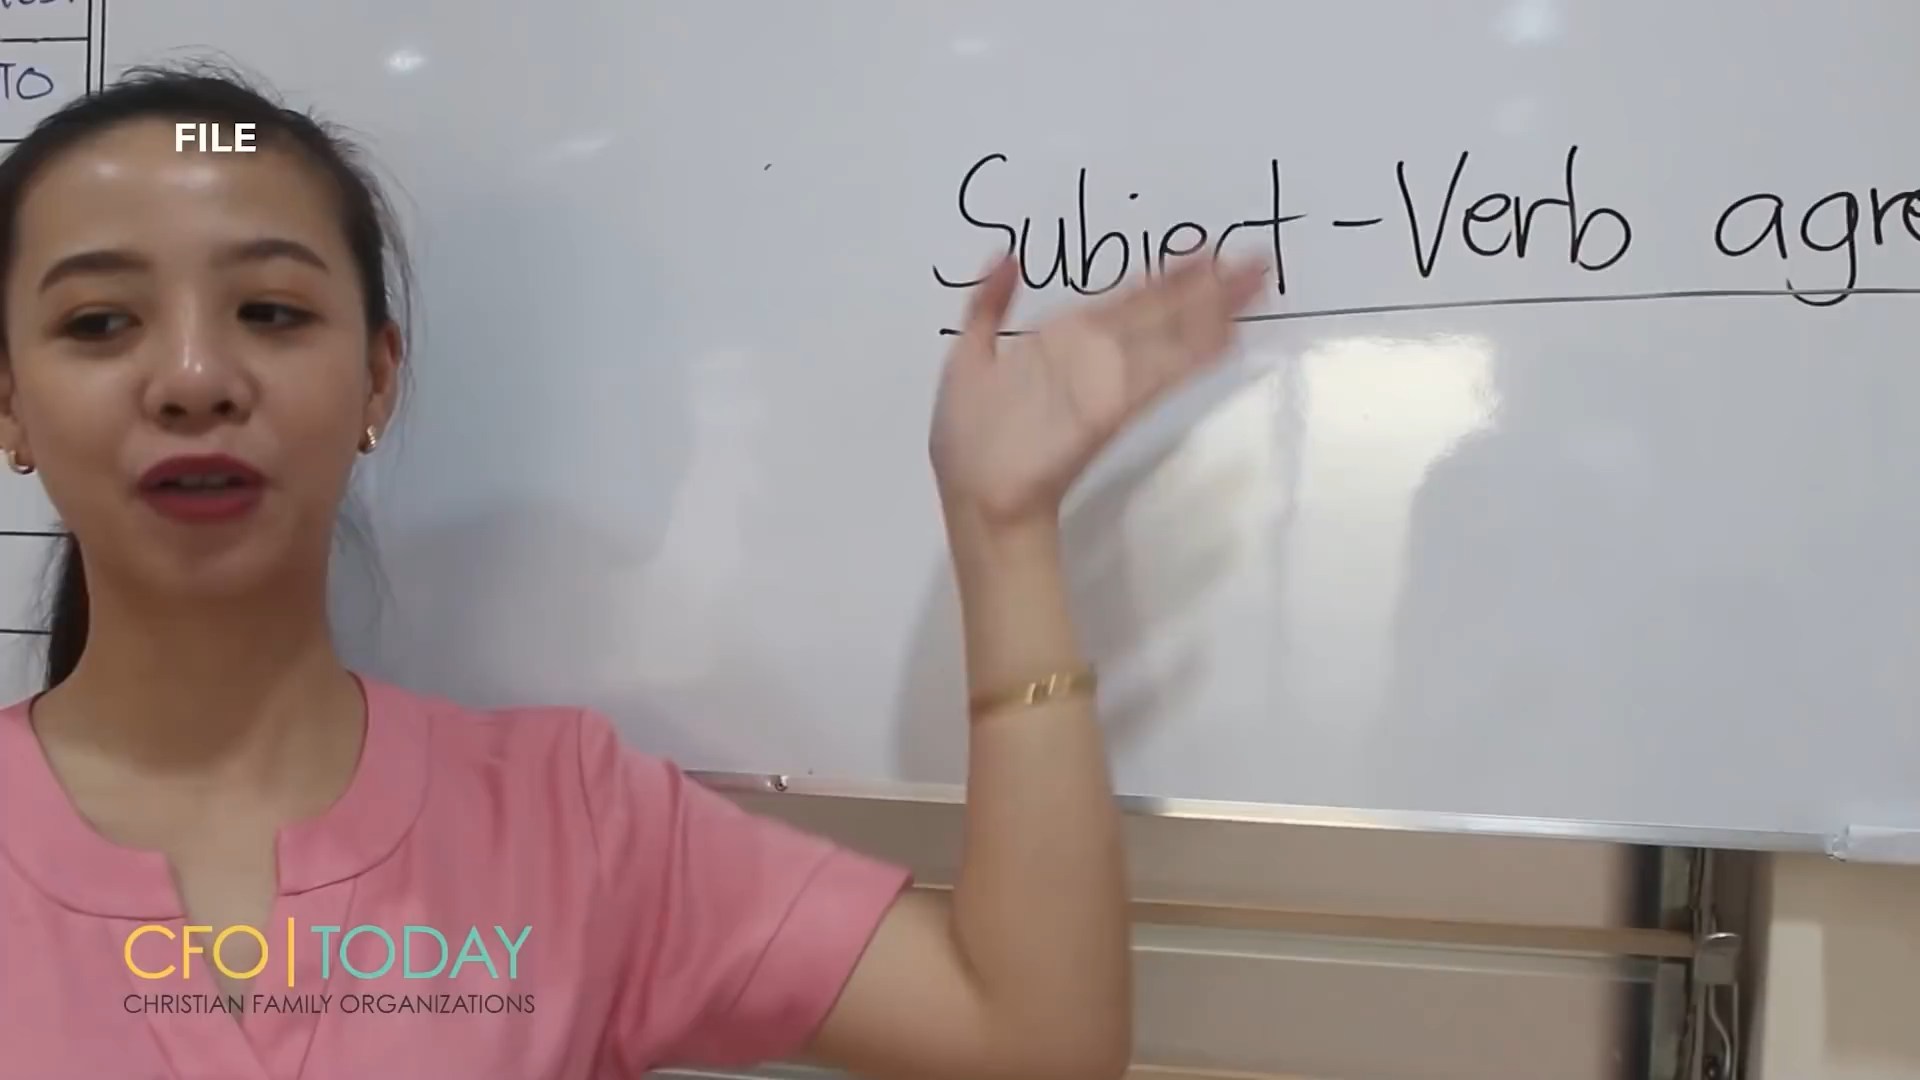 TO
FILE
Subject - Verb agre
CFO | TODAY
CHRISTIAN FAMILY ORGANIZATIONS